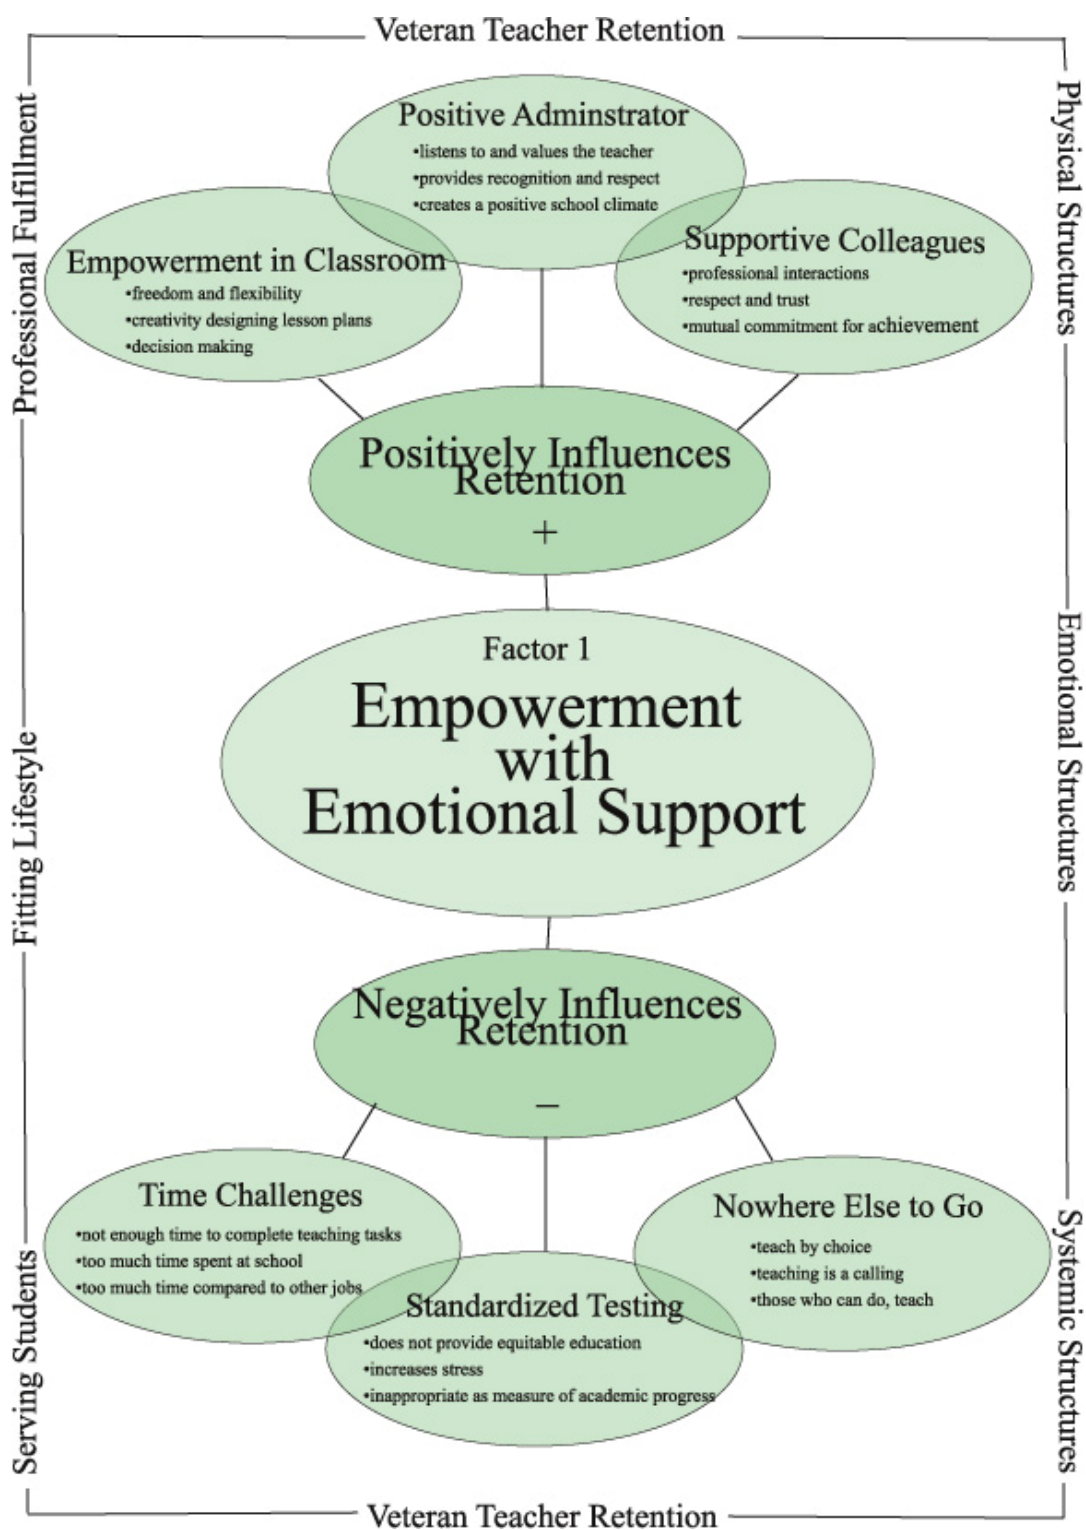 Veteran Teacher Retention
Professional Fulfillment
Fitting Lifestyle
Serving Students
Physical Structures
Emotional Structures
Systemic Structures
Positive Adminstrator
•listens to and values the teacher
•provides recognition and respect
•creates a positive school climate
Empowerment in Classroom
•freedom and flexibility
•creativity designing lesson plans
•decision making
Supportive Colleagues
•professional interactions
•respect and trust
•mutual commitment for achievement
Positively Influences
Retention
+
Factor 1
Empowerment
with
Emotional Support
Negatively Influences
Retention
–
Time Challenges
•not enough time to complete teaching tasks
•too much time spent at school
•too much time compared to other jobs
Standardized Testing
•does not provide equitable education
•increases stress
•inappropriate as measure of academic progress
Nowhere Else to Go
•teach by choice
•teaching is a calling
•those who can do, teach
Veteran Teacher Retention